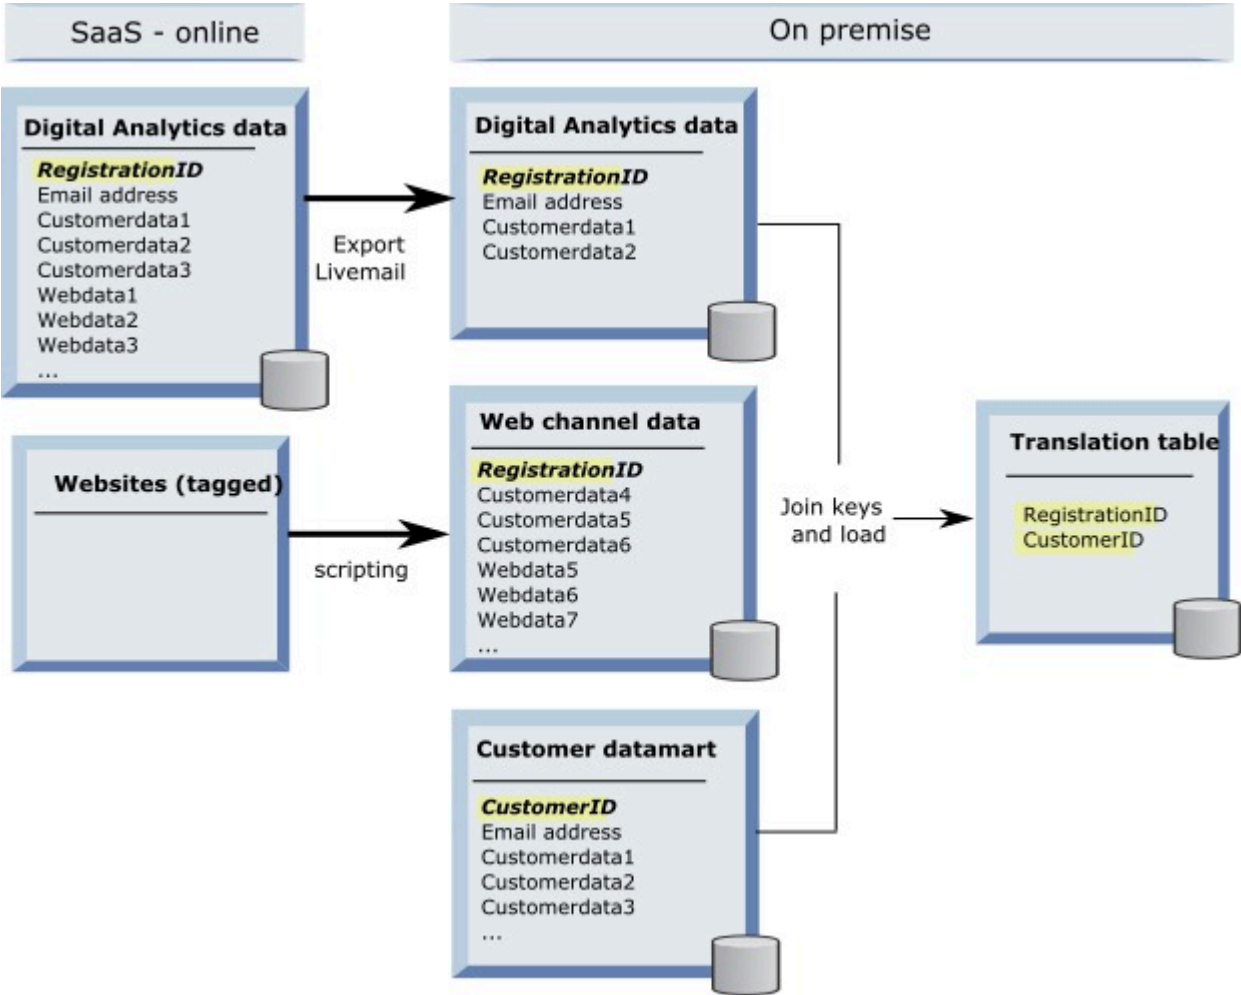 SaaS - online
On premise
Digital Analytics data
RegistrationID
Email address
Customerdata1
Customerdata2
Customerdata3
Webdata1
Webdata2
Webdata3
...
Export
Livemail
Digital Analytics data
RegistrationID
Email address
Customerdata1
Customerdata2
Websites (tagged)
scripting
Web channel data
RegistrationID
Customerdata4
Customerdata5
Customerdata6
Webdata5
Webdata6
Webdata7
...
Customer datamart
CustomerID
Email address
Customerdata1
Customerdata2
Customerdata3
...
Join keys
and load
Translation table
RegistrationID
CustomerID